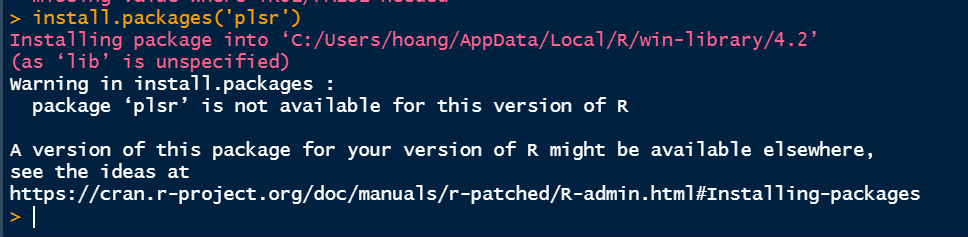 > install.packages('plsr')
Installing package into ‘C:/Users/hoang/AppData/Local/R/win-library/4.2’
(as ‘lib’ is unspecified)
Warning in install.packages :
  package ‘plsr’ is not available for this version of R

A version of this package for your version of R might be available elsewhere,
see the ideas at
https://cran.r-project.org/doc/manuals/r-patched/R-admin.html#Installing-packages
>